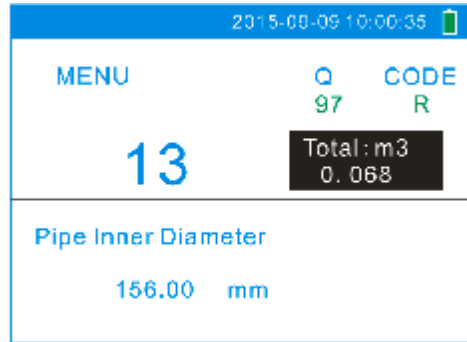 2015-09-09 10:00:35
MENU
Q
CODE
97
R
13
Total:m3
0.068
Pipe Inner Diameter
156.00 mm